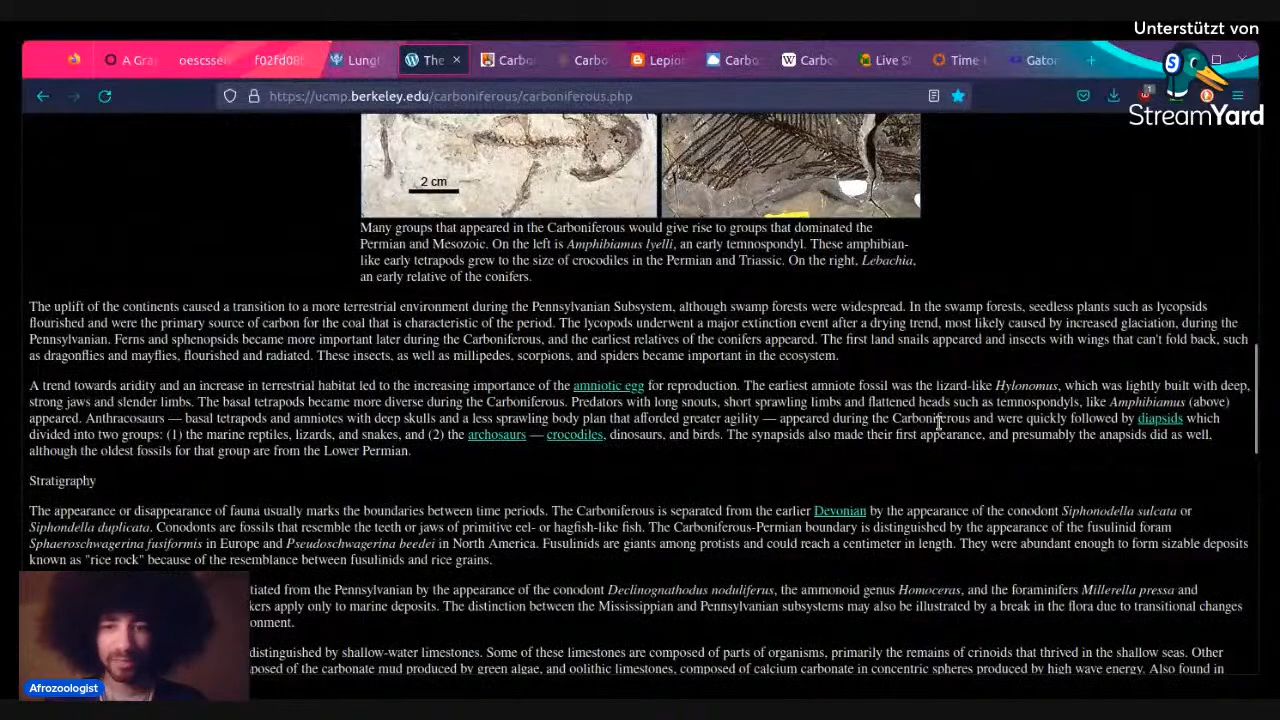 Unterstützt von
StreamYard
A Gra
oescsse
f02fd08
Lung
The
Carbo
Carbo
Lepio
Carbo
Carbo
Live S
Time
Gator
https://ucmp.berkeley.edu/carboniferous/carboniferous.php
2 cm
Many groups that appeared in the Carboniferous would give rise to groups that dominated the
Permian and Mesozoic. On the left is Amphibiamus lyelli, an early temnospondyl. These amphibian-
like early tetrapods grew to the size of crocodiles in the Permian and Triassic. On the right, Lebachia,
an early relative of the conifers.
The uplift of the continents caused a transition to a more terrestrial environment during the Pennsylvanian Subsystem, although swamp forests were widespread. In the swamp forests, seedless plants such as lycopsids
flourished and were the primary source of carbon for the coal that is characteristic of the period. The lycopods underwent a major extinction event after a drying trend, most likely caused by increased glaciation, during the
Pennsylvanian. Ferns and sphenopsids became more important later during the Carboniferous, and the earliest relatives of the conifers appeared. The first land snails appeared and insects with wings that can't fold back, such
as dragonflies and mayflies, flourished and radiated. These insects, as well as millipedes, scorpions, and spiders became important in the ecosystem.
A trend towards aridity and an increase in terrestrial habitat led to the increasing importance of the amniotic egg for reproduction. The earliest amniote fossil was the lizard-like Hylonomus, which was lightly built with deep,
strong jaws and slender limbs. The basal tetrapods became more diverse during the Carboniferous. Predators with long snouts, short sprawling limbs and flattened heads such as temnospondyls, like Amphibamus (above)
appeared. Anthracosaurs — basal tetrapods and amniotes with deep skulls and a less sprawling body plan that afforded greater agility — appeared during the Carboniferous and were quickly followed by diapsids which
divided into two groups: (1) the marine reptiles, lizards, and snakes, and (2) the archosaurs — crocodiles, dinosaurs, and birds. The synapsids also made their first appearance, and presumably the anapsids did as well,
although the oldest fossils for that group are from the Lower Permian.
Stratigraphy
The appearance or disappearance of fauna usually marks the boundaries between time periods. The Carboniferous is separated from the earlier Devonian by the appearance of the conodont Siphonodella sulcata or
Siphondella duplicata. Conodonts are fossils that resemble the teeth or jaws of primitive eel- or hagfish-like fish. The Carboniferous-Permian boundary is distinguished by the appearance of the fusulinid foram
Sphaeroschwagerina fusiformis in Europe and Pseudoschwagerina beedei in North America. Fusulinids are giants among protists and could reach a centimeter in length. They were abundant enough to form sizable deposits
known as "rice rock" because of the resemblance between fusulinids and rice grains.
tiated from the Pennsylvanian by the appearance of the conodont Declinognathodus noduliferus, the ammonoid genus Homoceras, and the foraminifers Millerella pressa and
kers apply only to marine deposits. The distinction between the Mississippian and Pennsylvanian subsystems may also be illustrated by a break in the flora due to transitional changes
onment.
distinguished by shallow-water limestones. Some of these limestones are composed of parts of organisms, primarily the remains of crinoids that thrived in the shallow seas. Other
posed of the carbonate mud produced by green algae, and oolithic limestones, composed of calcium carbonate in concentric spheres produced by high wave energy. Also found in
Afrozoologist